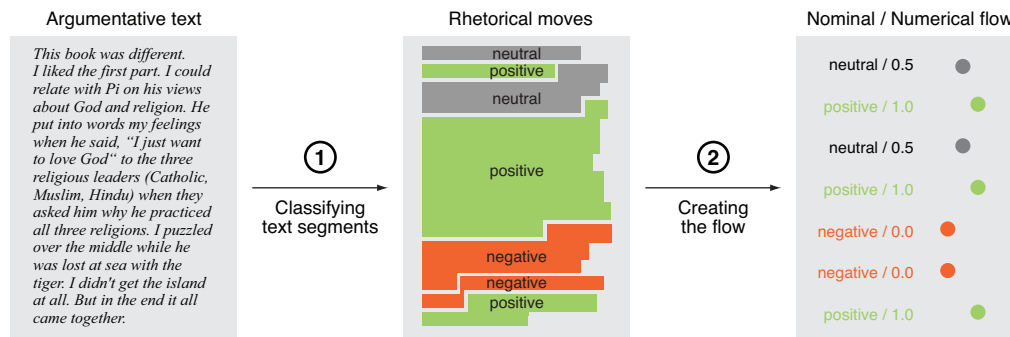 Argumentative text
This book was different.
I liked the first part. I could
relate with Pi on his views
about God and religion. He
put into words my feelings
when he said, “I just want
to love God“ to the three
religious leaders (Catholic,
Muslim, Hindu) when they
asked him why he practiced
all three religions. I puzzled
over the middle while he
was lost at sea with the
tiger. I didn't get the island
at all. But in the end it all
came together.
1
Classifying
text segments
Rhetorical moves
neutral
positive
neutral
positive
negative
negative
positive
2
Creating
the flow
Nominal / Numerical flow
neutral / 0.5
positive / 1.0
neutral / 0.5
positive / 1.0
negative / 0.0
negative / 0.0
positive / 1.0